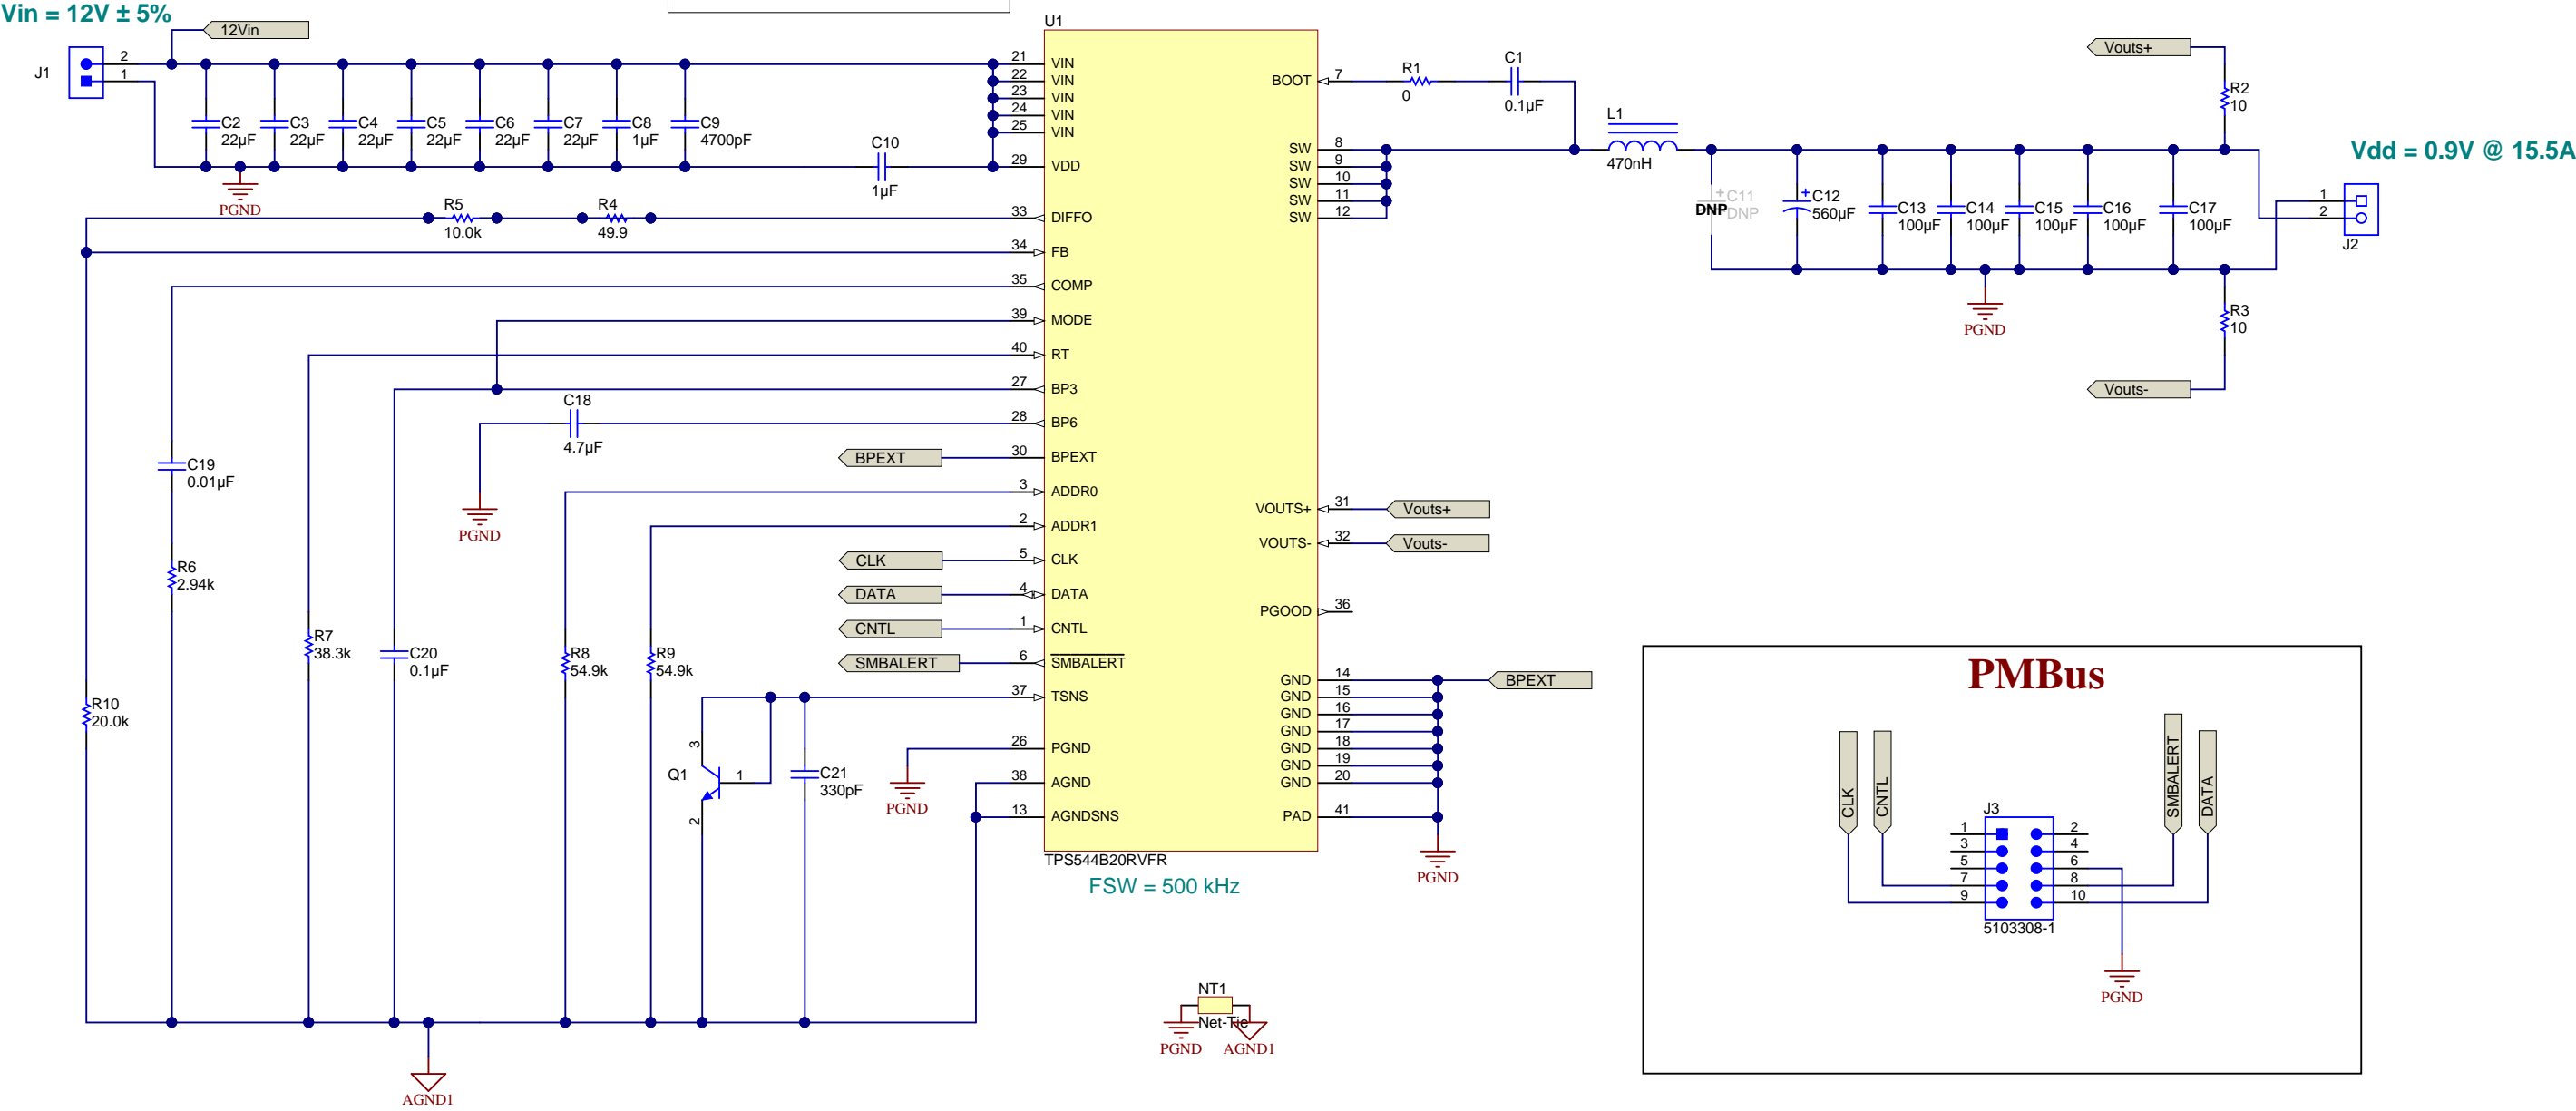 Vin = 12V ± 5%
12Vin
J1
2
1
C2
22µF
C3
22µF
C4
22µF
C5
22µF
C6
22µF
C7
22µF
C8
1µF
C9
4700pF
C10
1µF
PGND
R5
10.0k
R4
49.9
C18
4.7µF
PGND
C19
0.01µF
R6
2.94k
R10
20.0k
R7
38.3k
C20
0.1µF
R8
54.9k
R9
54.9k
BPEXT
CLK
DATA
CNTL
SMBALERT
Q1
3
1
2
C21
330pF
PGND
AGND1
U1
21 VIN
22 VIN
23 VIN
24 VIN
25 VIN
29 VDD
33 DIFFO
34 FB
35 COMP
39 MODE
40 RT
27 BP3
28 BP6
30 BPEXT
3 ADDR0
2 ADDR1
5 CLK
4 DATA
1 CNTL
6 SMBALERT
37 TSNS
26 PGND
38 AGND
13 AGNDSNS
BOOT 7
SW 8
SW 9
SW 10
SW 11
SW 12
VOUTS+ 31
VOUTS- 32
PGOOD 36
GND 14
GND 15
GND 16
GND 17
GND 18
GND 19
GND 20
PAD 41
TPS544B20RVFR
FSW = 500 kHz
R1
0
C1
0.1µF
L1
470nH
Vouts+
R2
10
Vdd = 0.9V @ 15.5A
C11
DNP
DNP
C12
560µF
C13
100µF
C14
100µF
C15
100µF
C16
100µF
C17
100µF
1
2
J2
PGND
R3
10
Vouts-
Vouts+
Vouts-
BPEXT
PGND
NT1
Net-Tie
PGND
AGND1
PMBus
CLK
CNTL
SMBALERT
DATA
J3
1 2
3 4
5 6
7 8
9 10
5103308-1
PGND